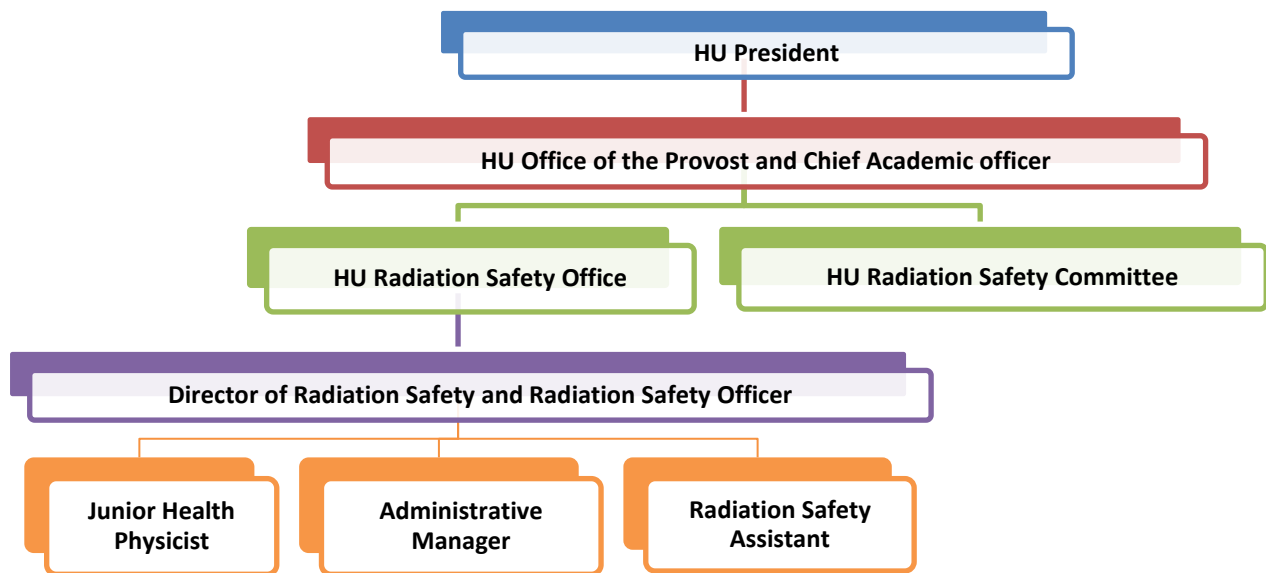 HU President
HU Office of the Provost and Chief Academic officer
HU Radiation Safety Office
HU Radiation Safety Committee
Director of Radiation Safety and Radiation Safety Officer
Junior Health
Physicist
Administrative
Manager
Radiation Safety
Assistant